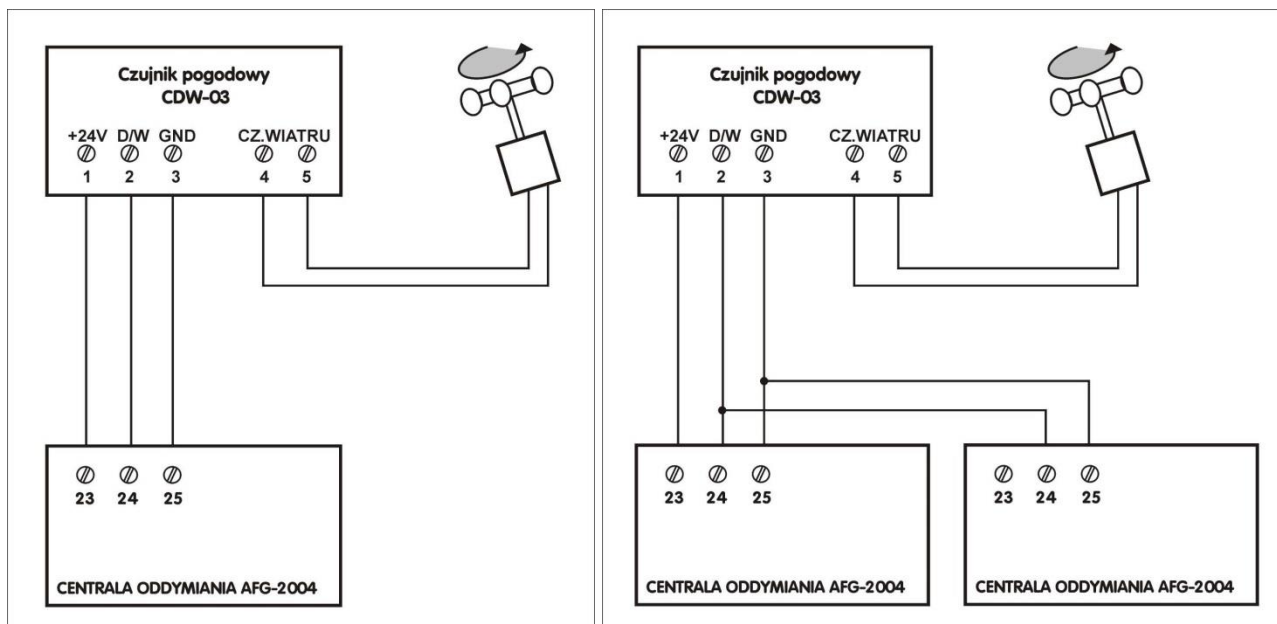 Czujnik pogodowy
CDW-03
+24V D/W GND CZ.WIATRU
1 2 3 4 5
23 24 25
CENTRALA ODDYMIANIA AFG-2004
Czujnik pogodowy
CDW-03
+24V D/W GND CZ.WIATRU
1 2 3 4 5
23 24 25
CENTRALA ODDYMIANIA AFG-2004
23 24 25
CENTRALA ODDYMIANIA AFG-2004